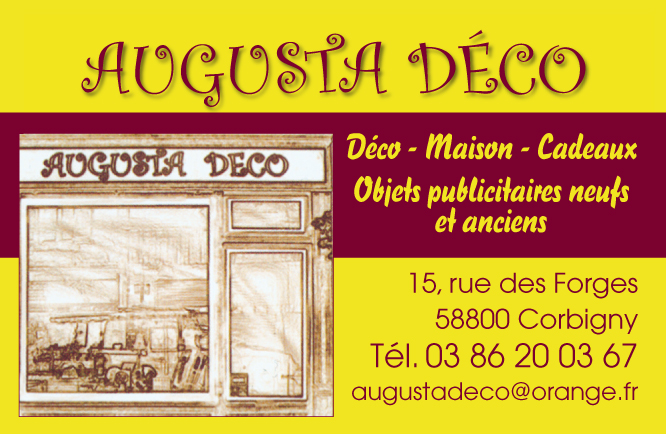 AUGUSTA DÉCO
AUGUSTA DECO
Déco - Maison - Cadeaux
Objets publicitaires neufs
et anciens
15, rue des Forges
58800 Corbigny
Tél. 03 86 20 03 67
augustadeco@orange.fr